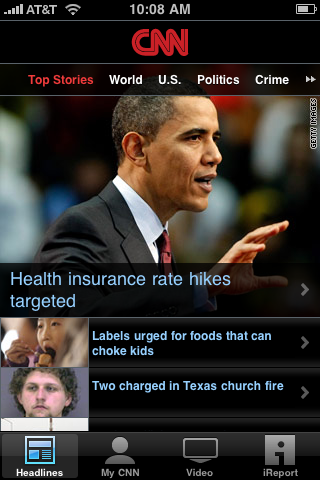 AT&T 10:08 AM
CNN
Top Stories World U.S. Politics Crime
GETTY IMAGES
Health insurance rate hikes
targeted
Labels urged for foods that can
choke kids
Two charged in Texas church fire
Headlines My CNN Video iReport